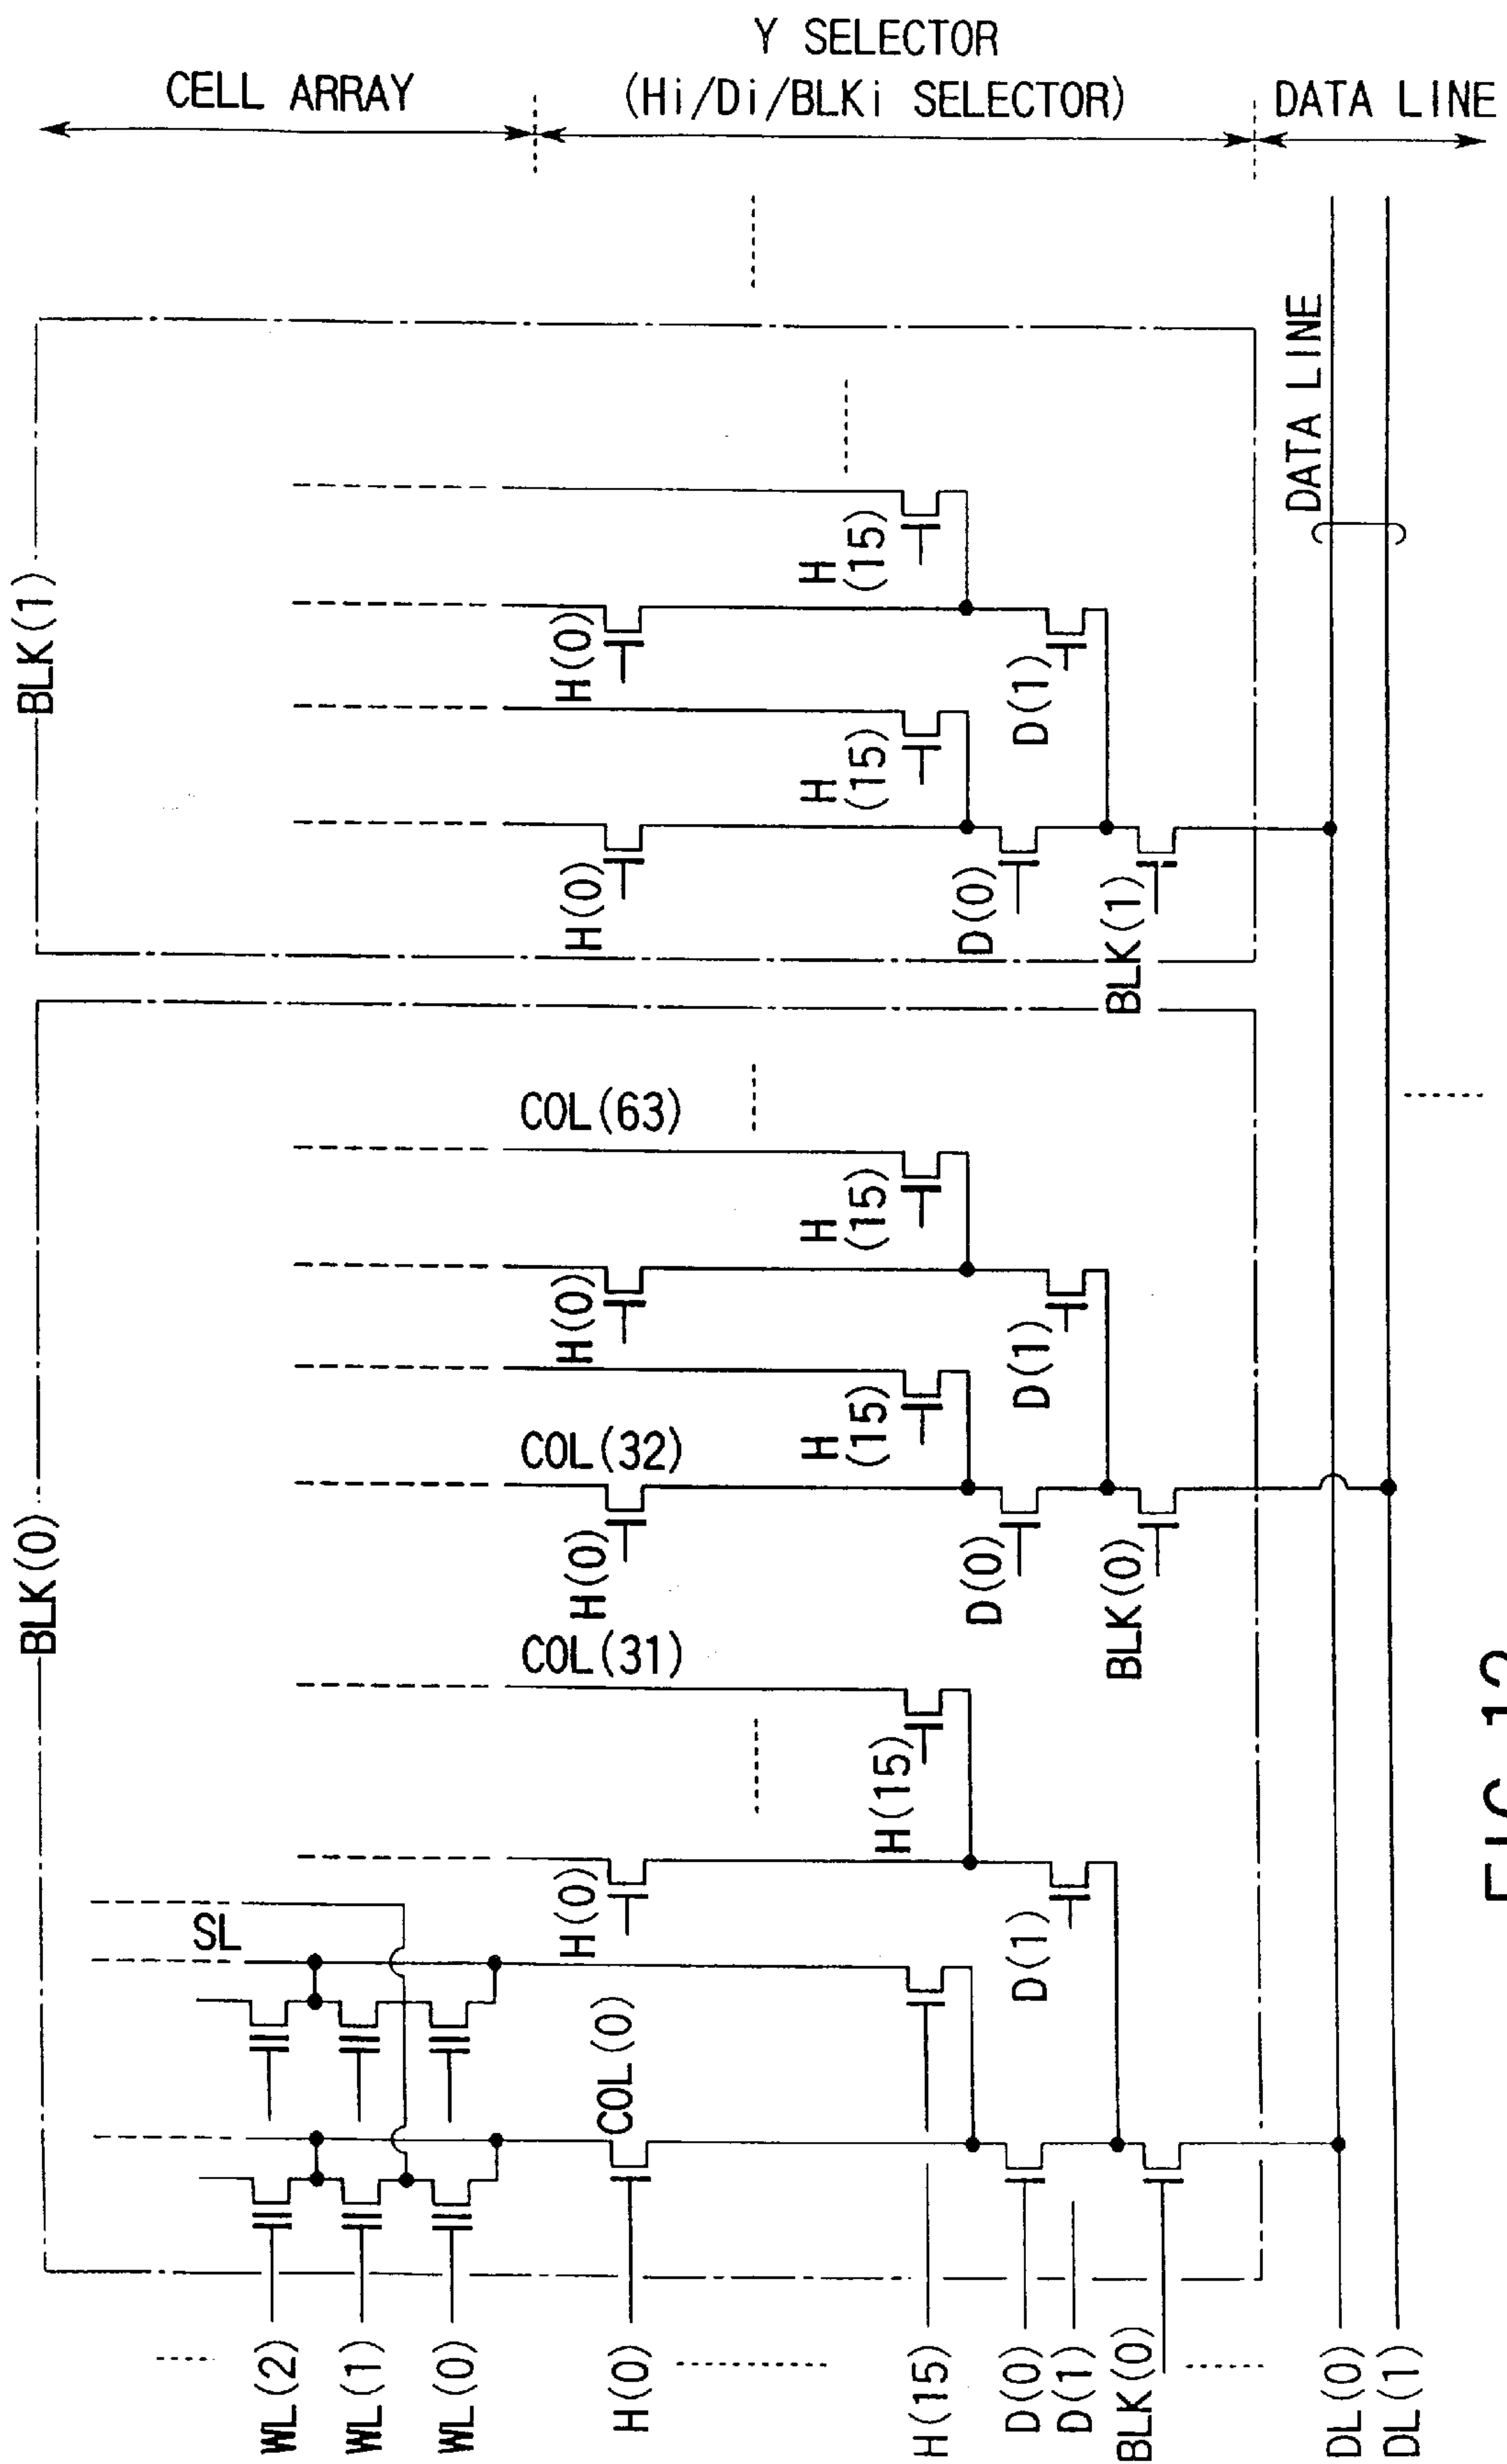 CELL ARRAY
Y SELECTOR
(Hi/Di/BLKi SELECTOR)
DATA LINE
BLK(1)
DATA LINE
H(0)
H
(15)
H(0)
H
(15)
D(0)
D(1)
BLK(1)
BLK(0)
COL(63)
COL(32)
COL(31)
H
(15)
H(0)
D(1)
H
(15)
H(0)
D(0)
BLK(0)
H(15)
H(0)
D(1)
SL
COL(0)
WL(2)
WL(1)
WL(0)
H(0)
H(15)
D(0)
D(1)
BLK(0)
DL(0)
DL(1)